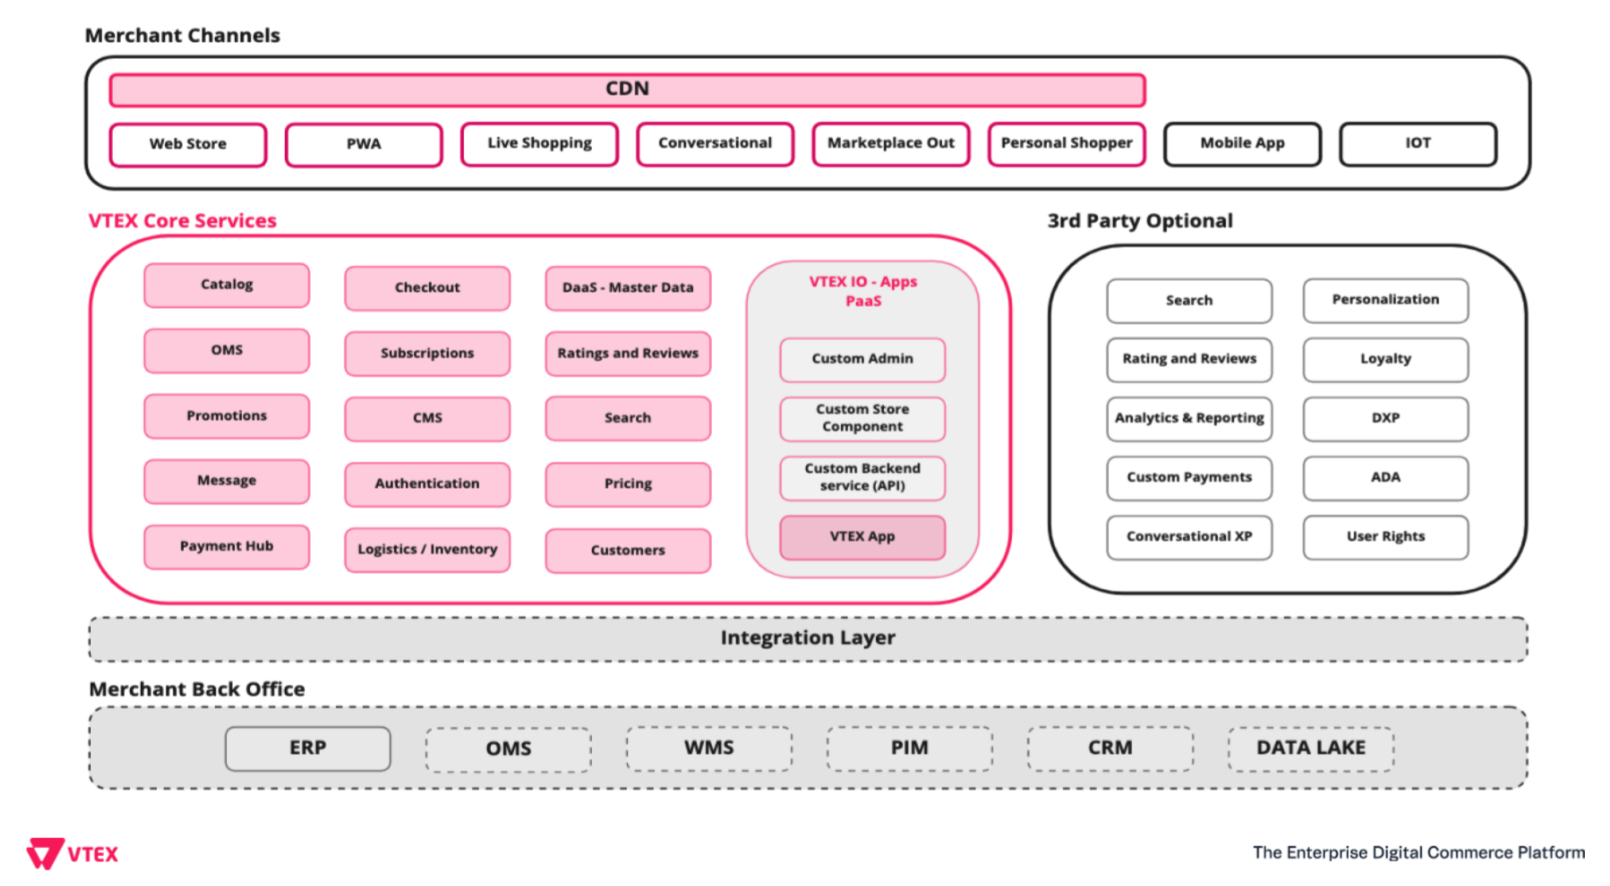 Merchant Channels
CDN
Web Store
PWA
Live Shopping
Conversational
Marketplace Out
Personal Shopper
Mobile App
IOT
VTEX Core Services
Catalog
Checkout
DaaS - Master Data
OMS
Subscriptions
Ratings and Reviews
Promotions
CMS
Search
Message
Authentication
Pricing
Payment Hub
Logistics / Inventory
Customers
VTEX IO - Apps
PaaS
Custom Admin
Custom Store
Component
Custom Backend
service (API)
VTEX App
3rd Party Optional
Search
Personalization
Rating and Reviews
Loyalty
Analytics & Reporting
DXP
Custom Payments
ADA
Conversational XP
User Rights
Integration Layer
Merchant Back Office
ERP
OMS
WMS
PIM
CRM
DATA LAKE
VTEX
The Enterprise Digital Commerce Platform